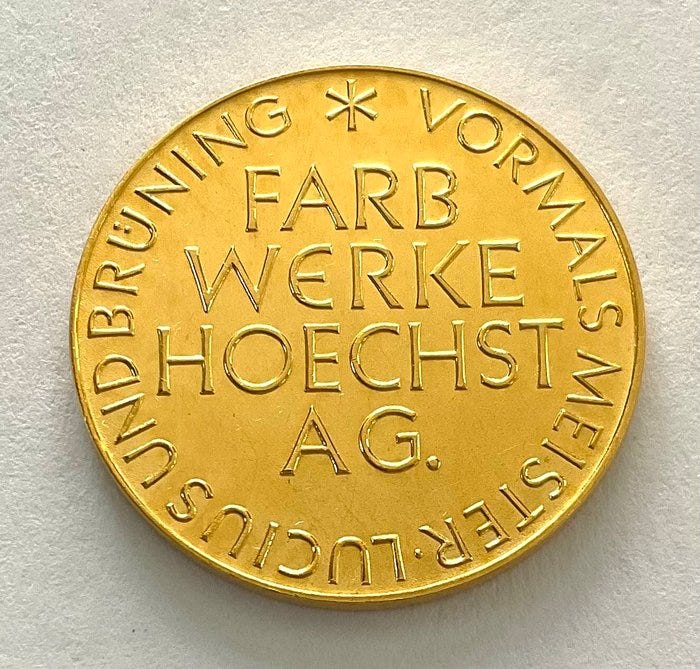 * VORMALS MEISTER · LUCIUS UND BRÜNING
FARB
WERKE
HOECHST
AG.